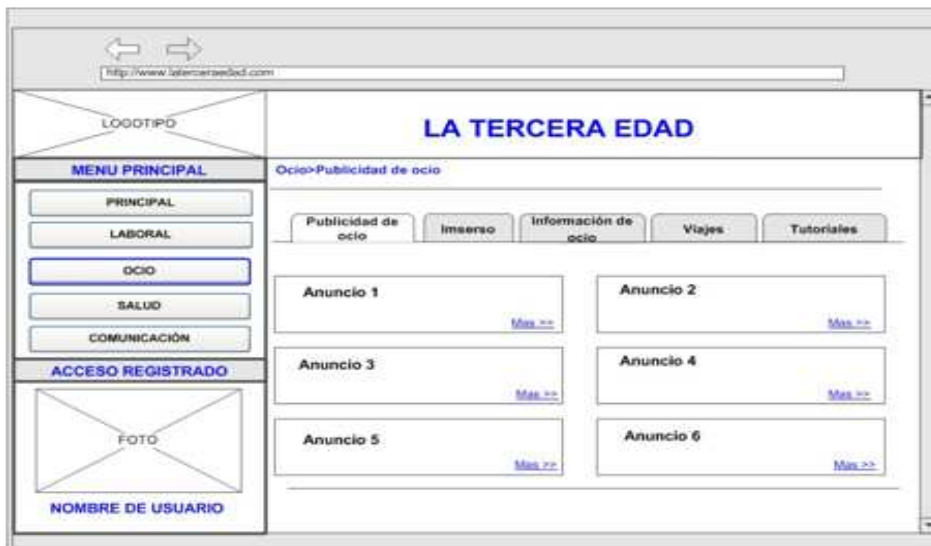 http://www.laterceraedad.com
LOGOTIPO
LA TERCERA EDAD
MENU PRINCIPAL
Ocio>Publicidad de ocio
PRINCIPAL
LABORAL
OCIO
SALUD
COMUNICACIÓN
Publicidad de
ocio
Imserso
Información de
ocio
Viajes
Tutoriales
Anuncio 1
Mas >>
Anuncio 2
Mas >>
Anuncio 3
Mas >>
Anuncio 4
Mas >>
Anuncio 5
Mas >>
Anuncio 6
Mas >>
ACCESO REGISTRADO
FOTO
NOMBRE DE USUARIO